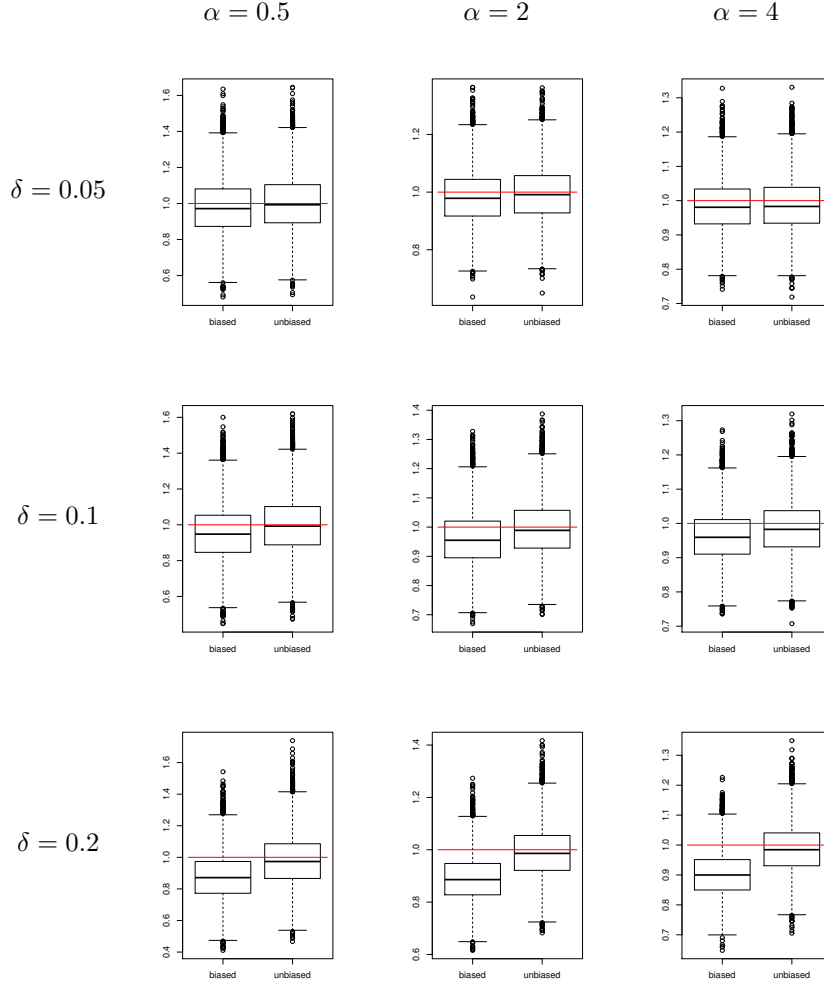 α = 0.5 α = 2 α = 4
δ = 0.05
0.6 0.8 1.0 1.2 1.4 1.6
biased unbiased
0.8 1.0 1.2
biased unbiased
0.7 0.8 0.9 1.0 1.1 1.2 1.3
biased unbiased
δ = 0.1
0.6 0.8 1.0 1.2 1.4 1.6
biased unbiased
0.7 0.8 0.9 1.0 1.1 1.2 1.3 1.4
biased unbiased
0.7 0.8 0.9 1.0 1.1 1.2 1.3
biased unbiased
δ = 0.2
0.4 0.6 0.8 1.0 1.2 1.4 1.6
biased unbiased
0.6 0.8 1.0 1.2 1.4
biased unbiased
0.7 0.8 0.9 1.0 1.1 1.2 1.3
biased unbiased